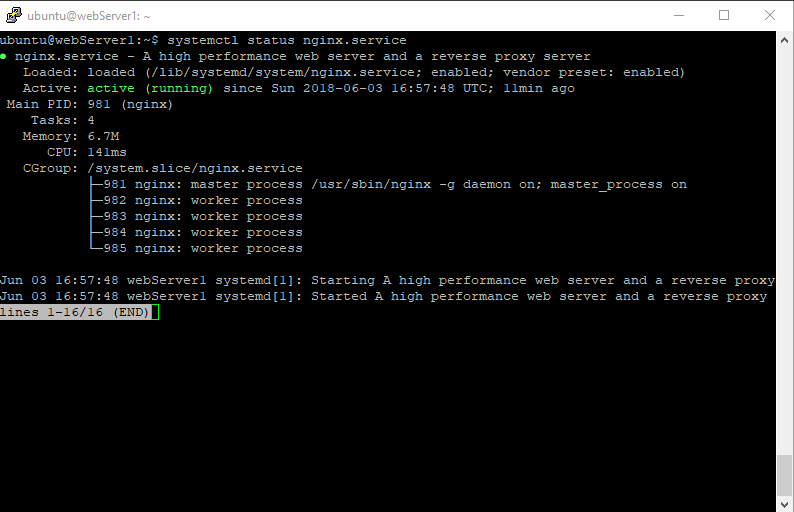 ubuntu@webServer1: ~
ubuntu@webServer1:~$ systemctl status nginx.service
● nginx.service - A high performance web server and a reverse proxy server
   Loaded: loaded (/lib/systemd/system/nginx.service; enabled; vendor preset: enabled)
   Active: active (running) since Sun 2018-06-03 16:57:48 UTC; 11min ago
 Main PID: 981 (nginx)
    Tasks: 4
   Memory: 6.7M
      CPU: 141ms
   CGroup: /system.slice/nginx.service
           ├─981 nginx: master process /usr/sbin/nginx -g daemon on; master_process on
           ├─982 nginx: worker process
           ├─983 nginx: worker process
           ├─984 nginx: worker process
           └─985 nginx: worker process

Jun 03 16:57:48 webServer1 systemd[1]: Starting A high performance web server and a reverse proxy
Jun 03 16:57:48 webServer1 systemd[1]: Started A high performance web server and a reverse proxy
lines 1-16/16 (END)